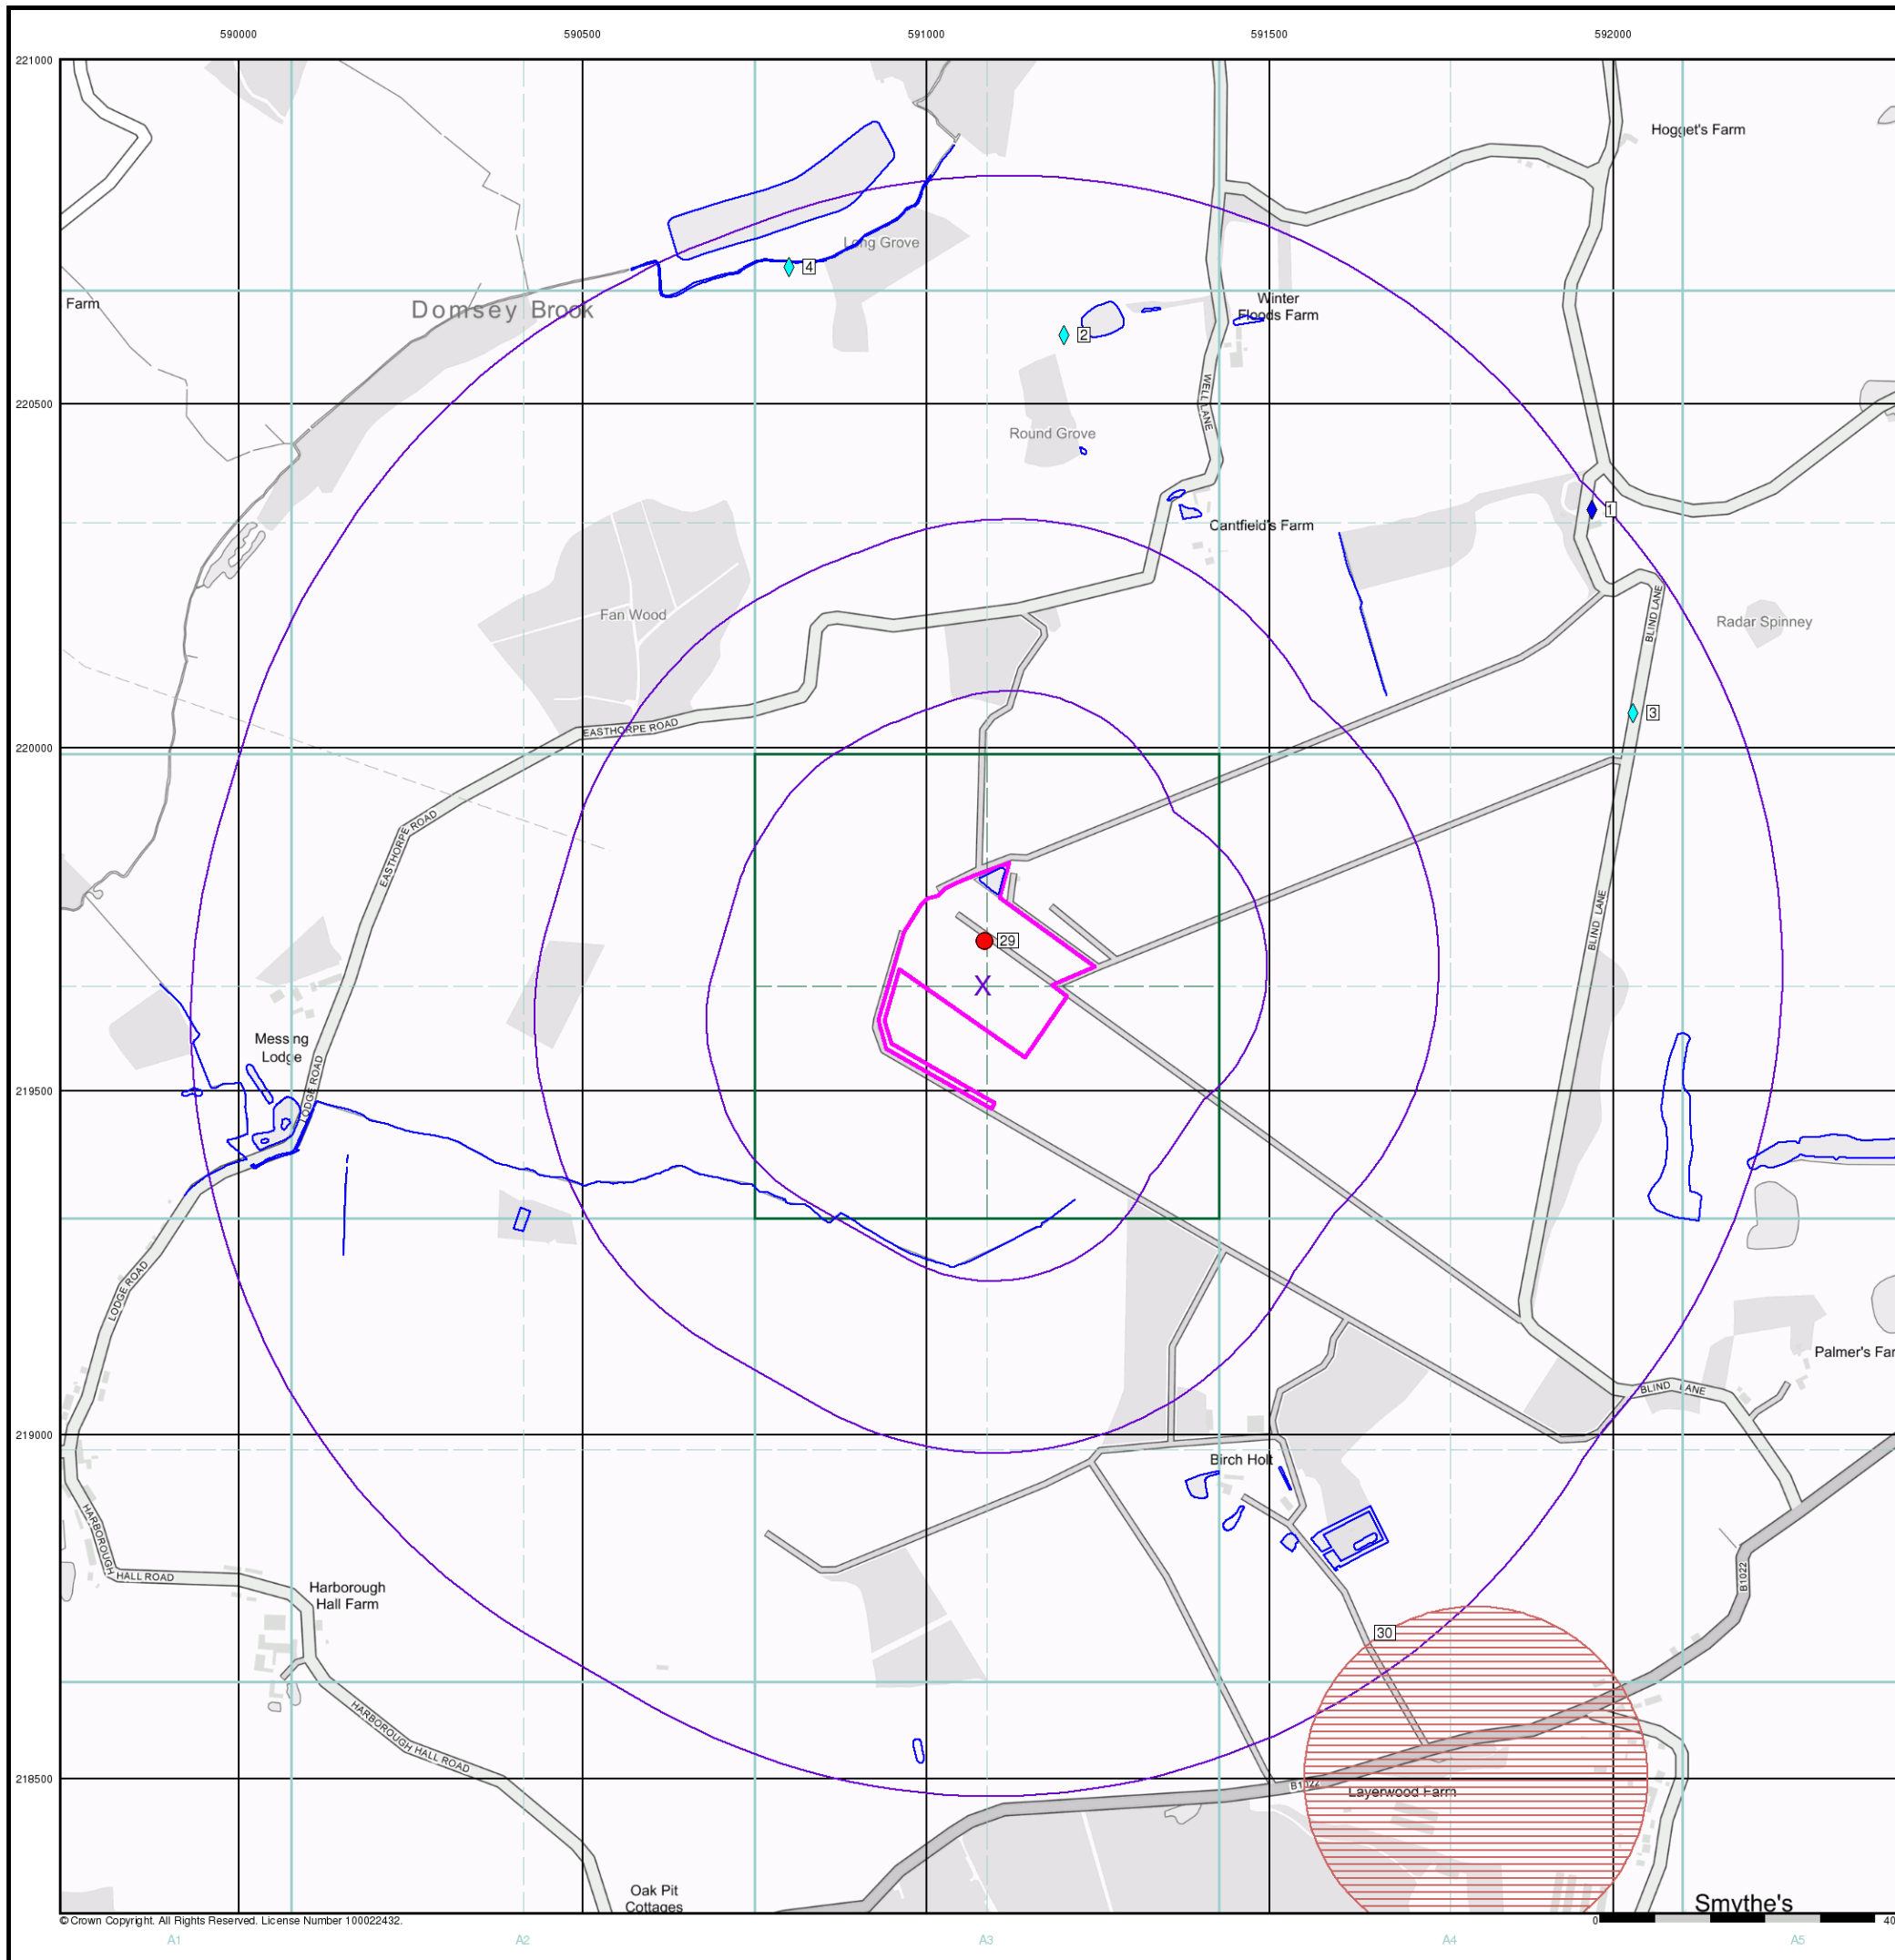 590000 590500 591000 591500 592000
221000
Hogget's Farm
Long Grove
4
Farm
Domsey Brook
Winter
Floods Farm
2
WELL LANE
220500
Round Grove
1
Cantfield's Farm
Fan Wood
BLIND LANE
Radar Spinney
3
EASTHORPE ROAD
220000
EASTHORPE ROAD
BLIND LANE
29
X
Messing
Lodge
LODGE ROAD
219500
LODGE ROAD
Palmer's Far
BLIND LANE
219000
Birch Holt
HARBOROUGH
HALL ROAD
B1022
Harborough
Hall Farm
30
HARBOROUGH HALL ROAD
218500
B1022
Layerwood Farm
Oak Pit
Cottages
Smythe's
© Crown Copyright. All Rights Reserved. License Number 100022432.
0 40
A1 A2 A3 A4 A5